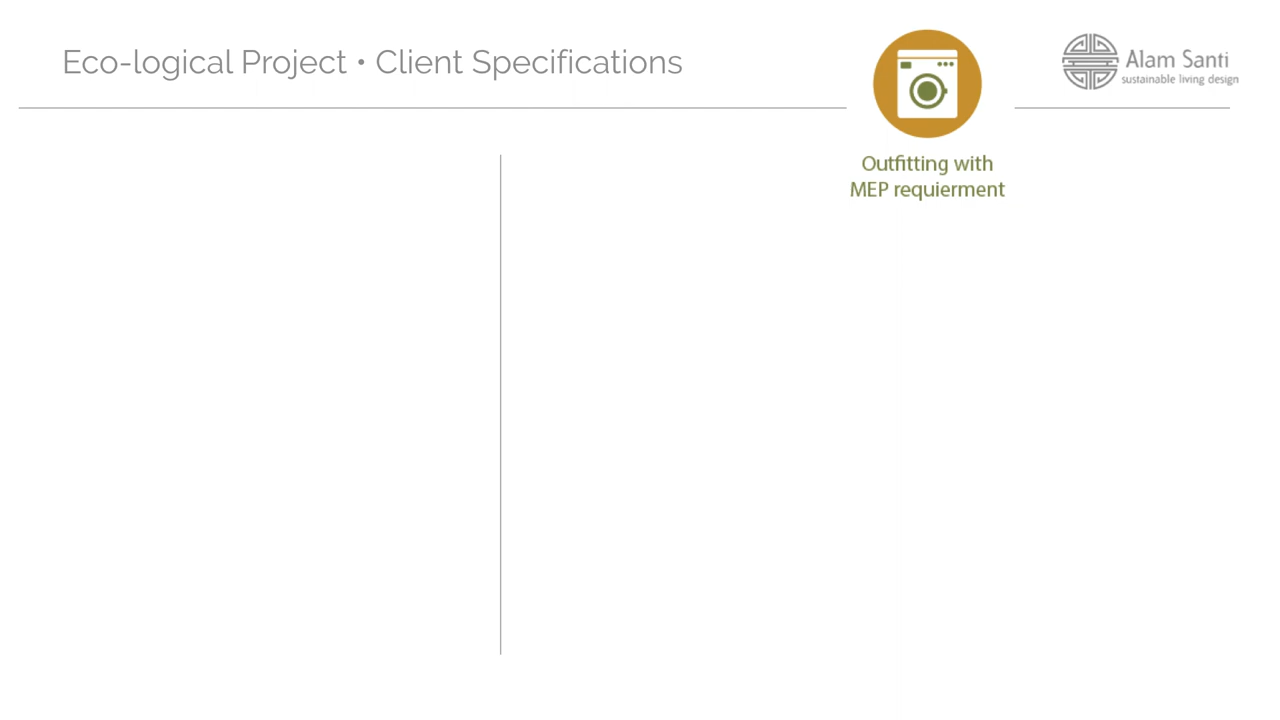 Eco-logical Project • Client Specifications
Alam Santi
sustainable living design
Outfitting with
MEP requierment